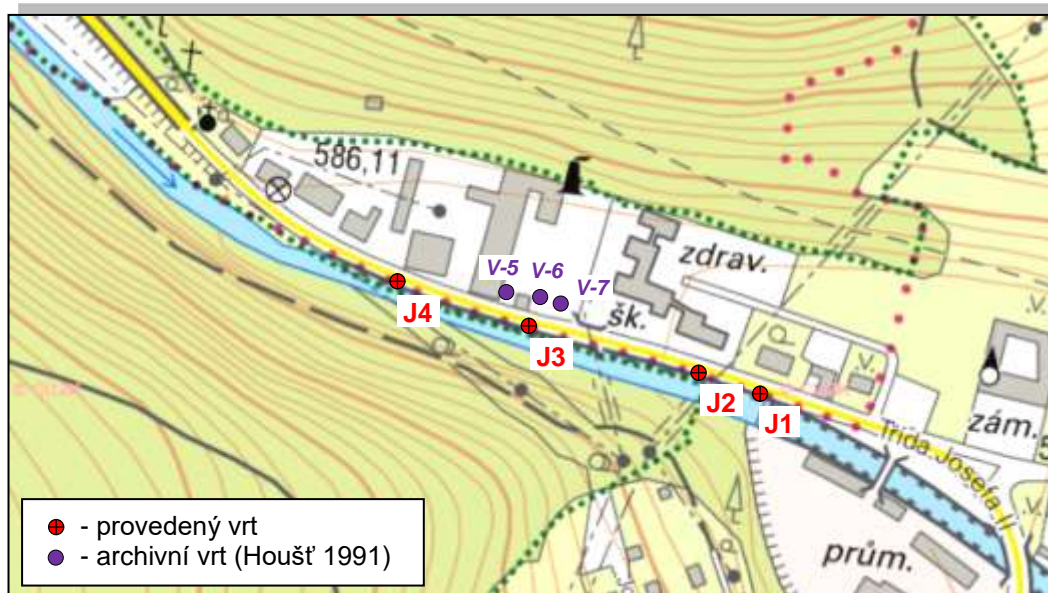 586,11
zdrav.
V-5
V-6
V-7
J4
šk.
J3
J2
J1
zám.
5
Třída Josefa II.
prům.
- provedený vrt
- archivní vrt (Houšť 1991)